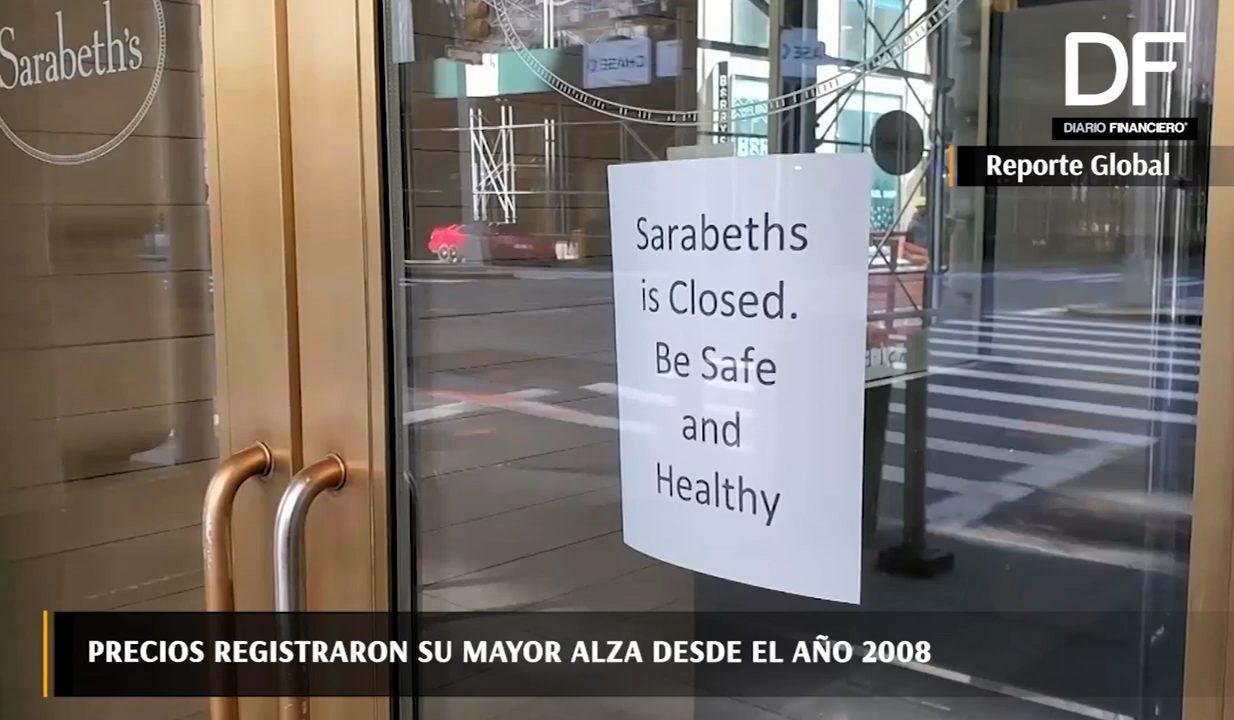 Sarabeth's
DF
DIARIO FINANCIERO®
Reporte Global
Sarabeths
is Closed.
Be Safe
and
Healthy
PRECIOS REGISTRARON SU MAYOR ALZA DESDE EL AÑO 2008